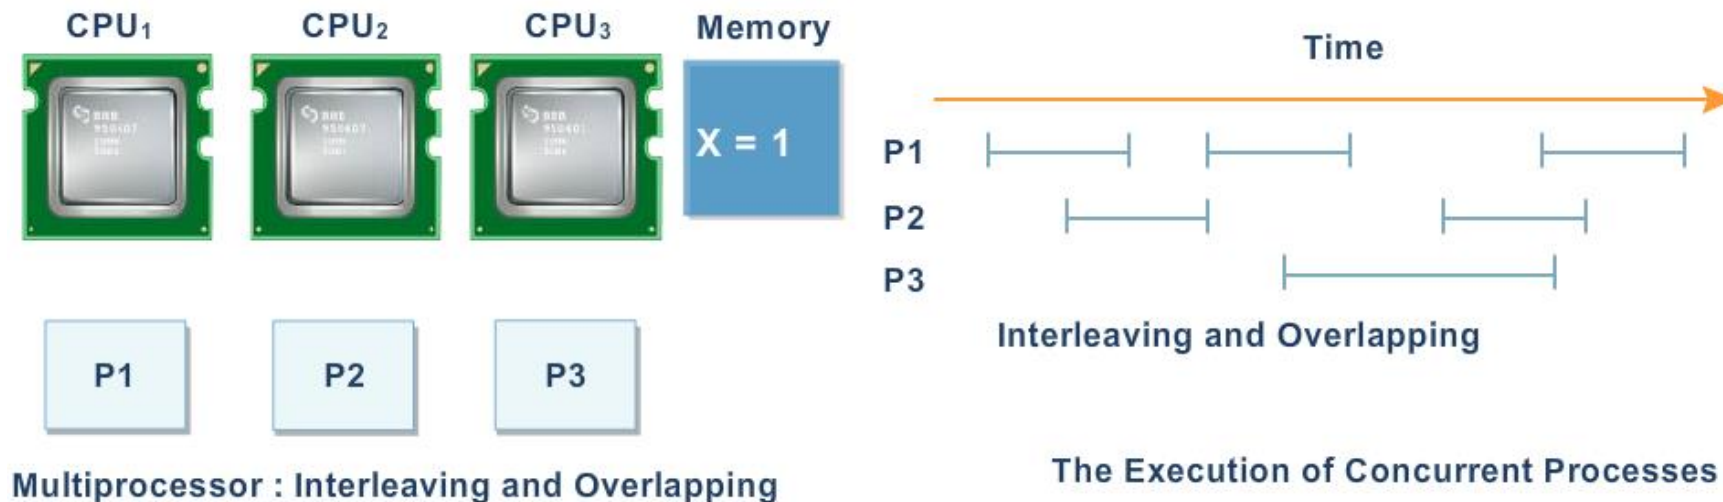 CPU1 CPU2 CPU3 Memory
X = 1
P1 P2 P3
Multiprocessor : Interleaving and Overlapping
Time
P1
P2
P3
Interleaving and Overlapping
The Execution of Concurrent Processes